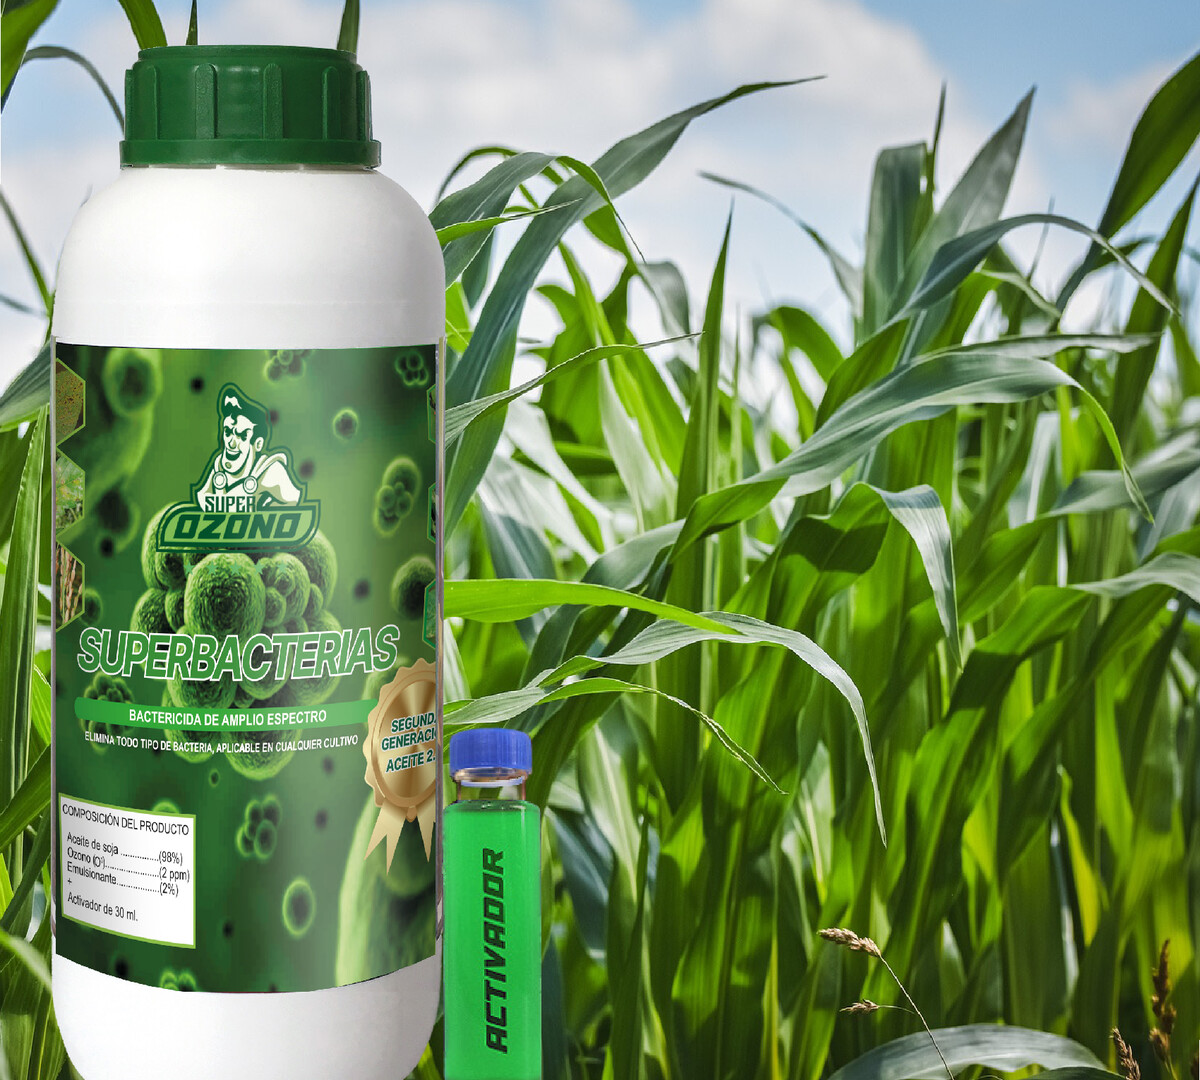 SUPER
OZONO
SUPERBACTERIAS
BACTERICIDA DE AMPLIO ESPECTRO
ELIMINA TODO TIPO DE BACTERIA, APLICABLE EN CUALQUIER CULTIVO
GENERACI
ACEITE 2.
COMPOSICIÓN DEL PRODUCTO
Aceite de soja ..............(98%)
Ozono (O³)....................(2 ppm)
Emulsionante................(2%)
+
Activador de 30 ml.
ACTIVADOR